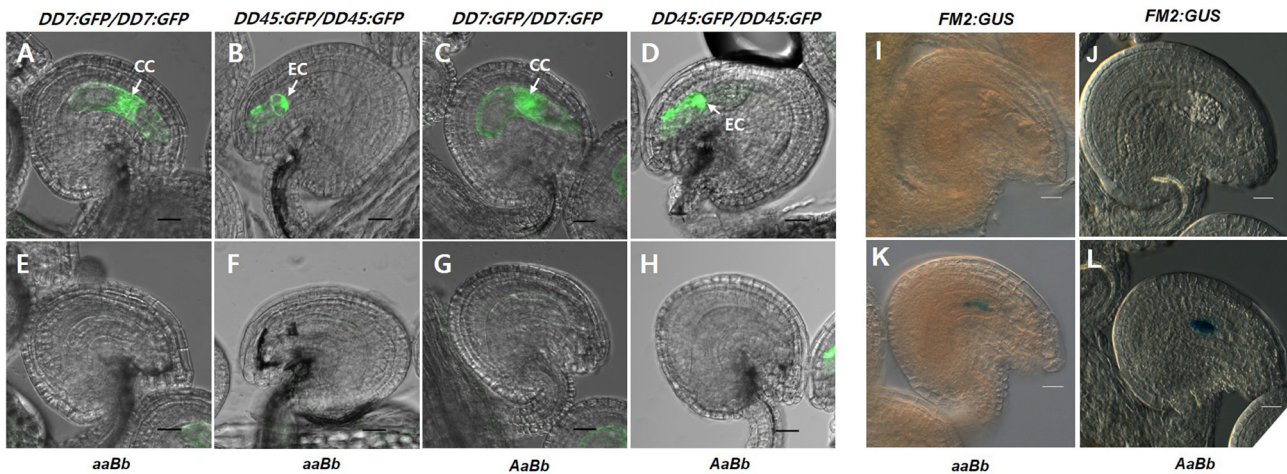 DD7:GFP/DD7:GFP DD45:GFP/DD45:GFP DD7:GFP/DD7:GFP DD45:GFP/DD45:GFP FM2:GUS FM2:GUS
A CC B EC C CC D EC I J
E F G H K L
aaBb aaBb AaBb AaBb aaBb AaBb